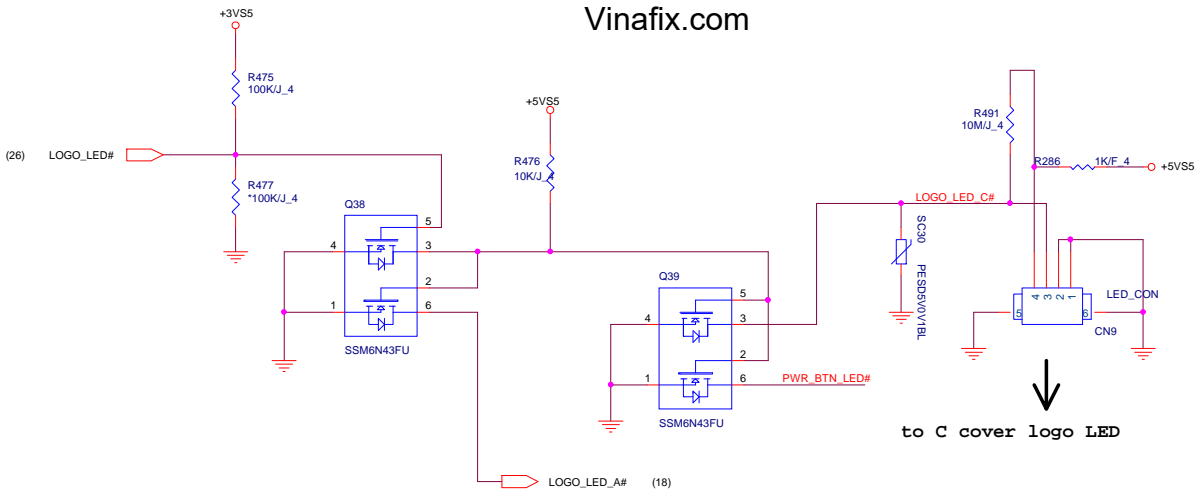 Vinafix.com
+3VS5
R475
100K/J_4
(26) LOGO_LED#
R477
*100K/J_4
+5VS5
R476
10K/J_4
Q38
5
4
3
2
1
6
SSM6N43FU
LOGO_LED_A# (18)
Q39
5
4
3
2
1
6
SSM6N43FU
PWR_BTN_LED#
LOGO_LED_C#
SC30
PESD5V0V1BL
R491
10M/J_4
R286
1K/F_4
+5VS5
4
3
2
1
5
6
LED_CON
CN9
to C cover logo LED